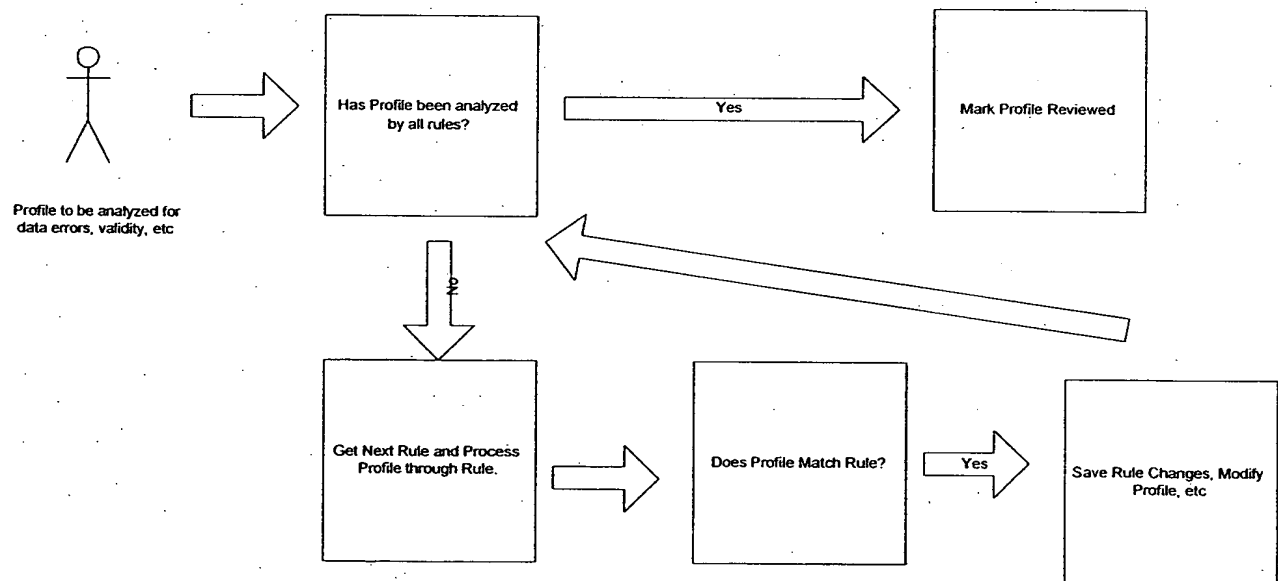 Has Profile been analyzed
by all rules?
Yes
Mark Profile Reviewed
Profile to be analyzed for
data errors, validity, etc
No
Get Next Rule and Process
Profile through Rule.
Does Profile Match Rule?
Yes
Save Rule Changes, Modify
Profile, etc